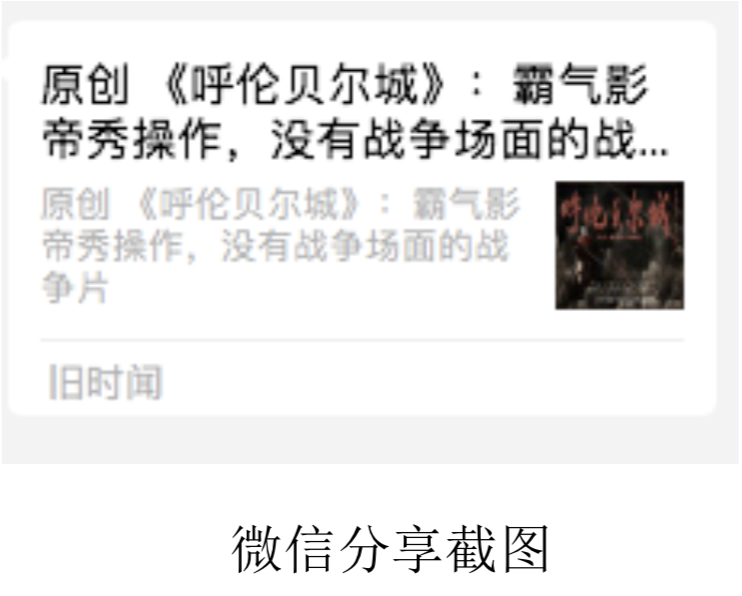 原创 《呼伦贝尔城》：霸气影
帝秀操作，没有战争场面的战...
原创 《呼伦贝尔城》：霸气影
帝秀操作，没有战争场面的战
争片
呼伦贝尔城
旧时闻
微信分享截图